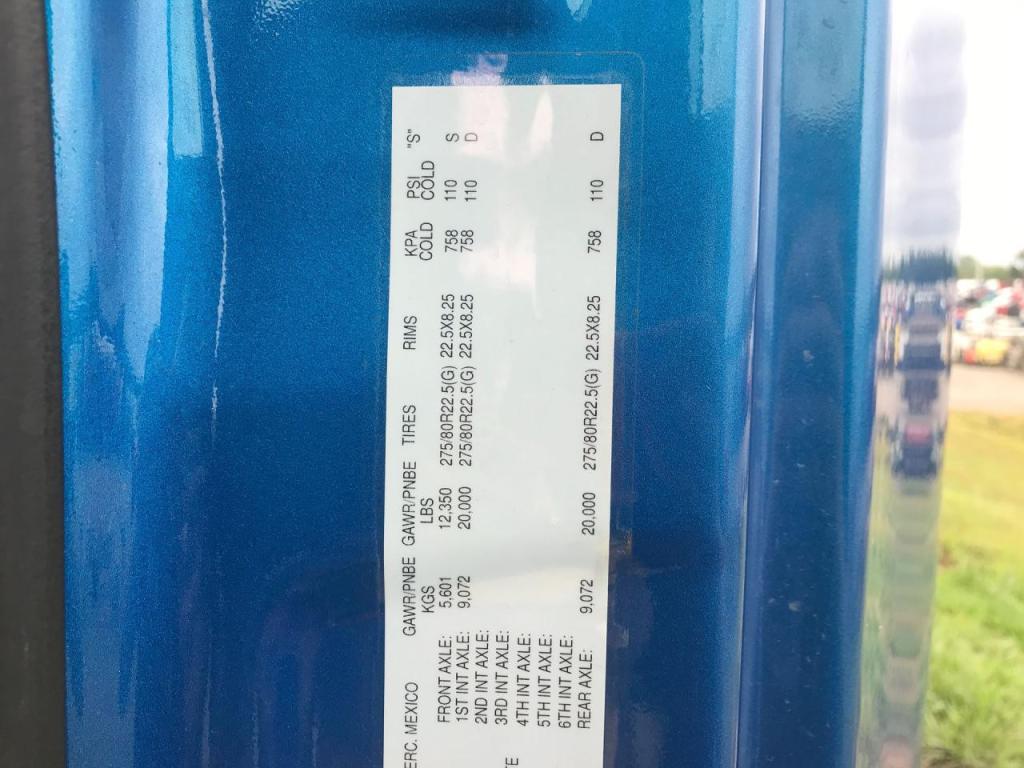 GAWR/PNBE GAWR/PNBE TIRES RIMS KPA PSI "S"
KGS LBS COLD COLD
ERC. MEXICO
FRONT AXLE: 5,601 12,350 275/80R22.5(G) 22.5X8.25 758 110 S
1ST INT AXLE: 9,072 20,000 275/80R22.5(G) 22.5X8.25 758 110 D
2ND INT AXLE:
3RD INT AXLE:
4TH INT AXLE:
5TH INT AXLE:
6TH INT AXLE:
REAR AXLE: 9,072 20,000 275/80R22.5(G) 22.5X8.25 758 110 D
TE